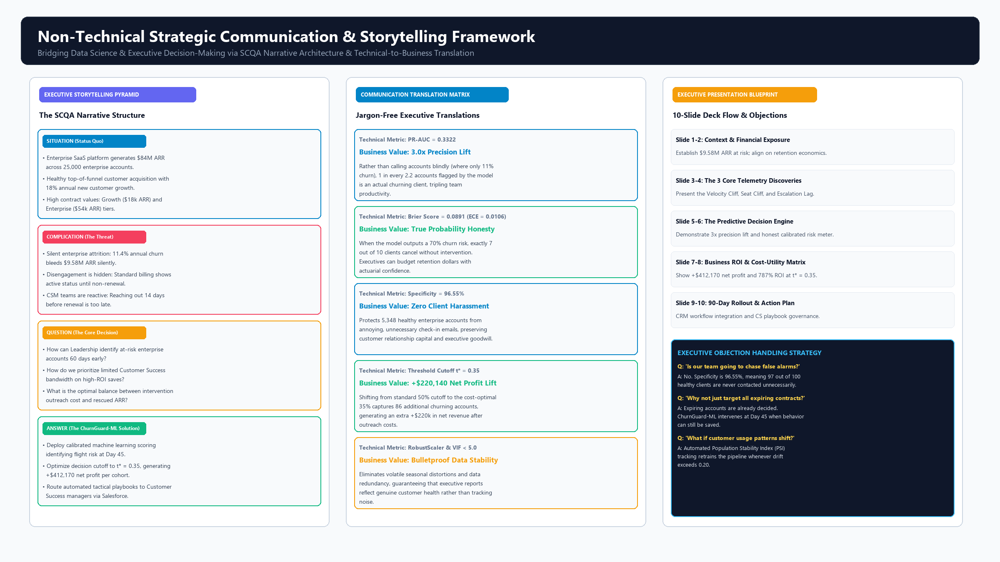 Non-Technical Strategic Communication & Storytelling Framework
Bridging Data Science & Executive Decision-Making via SCQA Narrative Architecture & Technical-to-Business Translation
EXECUTIVE STORYTELLING PYRAMID
The SCQA Narrative Structure
SITUATION (Status Quo)
• Enterprise SaaS platform generates $84M ARR
across 25,000 enterprise accounts.
• Healthy top-of-funnel customer acquisition with
18% annual new customer growth.
• High contract values: Growth ($18k ARR) and
Enterprise ($54k ARR) tiers.
COMPLICATION (The Threat)
• Silent enterprise attrition: 11.4% annual churn
bleeds $9.58M ARR silently.
• Disengagement is hidden: Standard billing shows
active status until non-renewal.
• CSM teams are reactive: Reaching out 14 days
before renewal is too late.
QUESTION (The Core Decision)
• How can Leadership identify at-risk enterprise
accounts 60 days early?
• How do we prioritize limited Customer Success
bandwidth on high-ROI saves?
• What is the optimal balance between intervention
outreach cost and rescued ARR?
ANSWER (The ChurnGuard-ML Solution)
• Deploy calibrated machine learning scoring
identifying flight risk at Day 45.
• Optimize decision cutoff to t* = 0.35, generating
+$412,170 net profit per cohort.
• Route automated tactical playbooks to Customer
Success managers via Salesforce.
COMMUNICATION TRANSLATION MATRIX
Jargon-Free Executive Translations
Technical Metric: PR-AUC = 0.3322
Business Value: 3.0x Precision Lift
Rather than calling accounts blindly (where only 11%
churn), 1 in every 2.2 accounts flagged by the model
is an actual churning client, tripling team
productivity.
Technical Metric: Brier Score = 0.0891 (ECE = 0.0106)
Business Value: True Probability Honesty
When the model outputs a 70% churn risk, exactly 7
out of 10 clients cancel without intervention.
Executives can budget retention dollars with
actuarial confidence.
Technical Metric: Specificity = 96.55%
Business Value: Zero Client Harassment
Protects 5,348 healthy enterprise accounts from
annoying, unnecessary check-in emails, preserving
customer relationship capital and executive goodwill.
Technical Metric: Threshold Cutoff t* = 0.35
Business Value: +$220,140 Net Profit Lift
Shifting from standard 50% cutoff to the cost-optimal
35% captures 86 additional churning accounts,
generating an extra +$220k in net revenue after
outreach costs.
Technical Metric: RobustScaler & VIF < 5.0
Business Value: Bulletproof Data Stability
Eliminates volatile seasonal distortions and data
redundancy, guaranteeing that executive reports
reflect genuine customer health rather than tracking
noise.
EXECUTIVE PRESENTATION BLUEPRINT
10-Slide Deck Flow & Objections
Slide 1-2: Context & Financial Exposure
Establish $9.58M ARR at risk; align on retention economics.
Slide 3-4: The 3 Core Telemetry Discoveries
Present the Velocity Cliff, Seat Cliff, and Escalation Lag.
Slide 5-6: The Predictive Decision Engine
Demonstrate 3x precision lift and honest calibrated risk meter.
Slide 7-8: Business ROI & Cost-Utility Matrix
Show +$412,170 net profit and 787% ROI at t* = 0.35.
Slide 9-10: 90-Day Rollout & Action Plan
CRM workflow integration and CS playbook governance.
EXECUTIVE OBJECTION HANDLING STRATEGY
Q: 'Is our team going to chase false alarms?'
A: No. Specificity is 96.55%, meaning 97 out of 100
healthy clients are never contacted unnecessarily.
Q: 'Why not just target all expiring contracts?'
A: Expiring accounts are already decided.
ChurnGuard-ML intervenes at Day 45 when behavior
can still be saved.
Q: 'What if customer usage patterns shift?'
A: Automated Population Stability Index (PSI)
tracking retrains the pipeline whenever drift
exceeds 0.20.